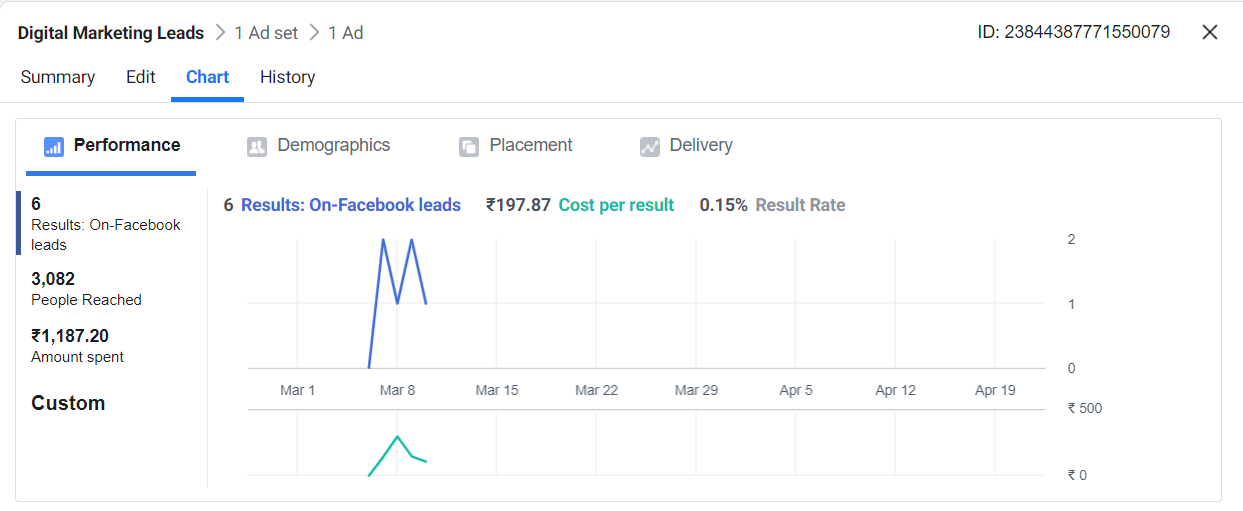 Digital Marketing Leads > 1 Ad set > 1 Ad
ID: 23844387771550079
Summary Edit Chart History
Performance Demographics Placement Delivery
6
Results: On-Facebook
leads
3,082
People Reached
₹1,187.20
Amount spent
Custom
6 Results: On-Facebook leads ₹197.87 Cost per result 0.15% Result Rate
2
1
0
Mar 1 Mar 8 Mar 15 Mar 22 Mar 29 Apr 5 Apr 12 Apr 19
₹ 500
₹ 0